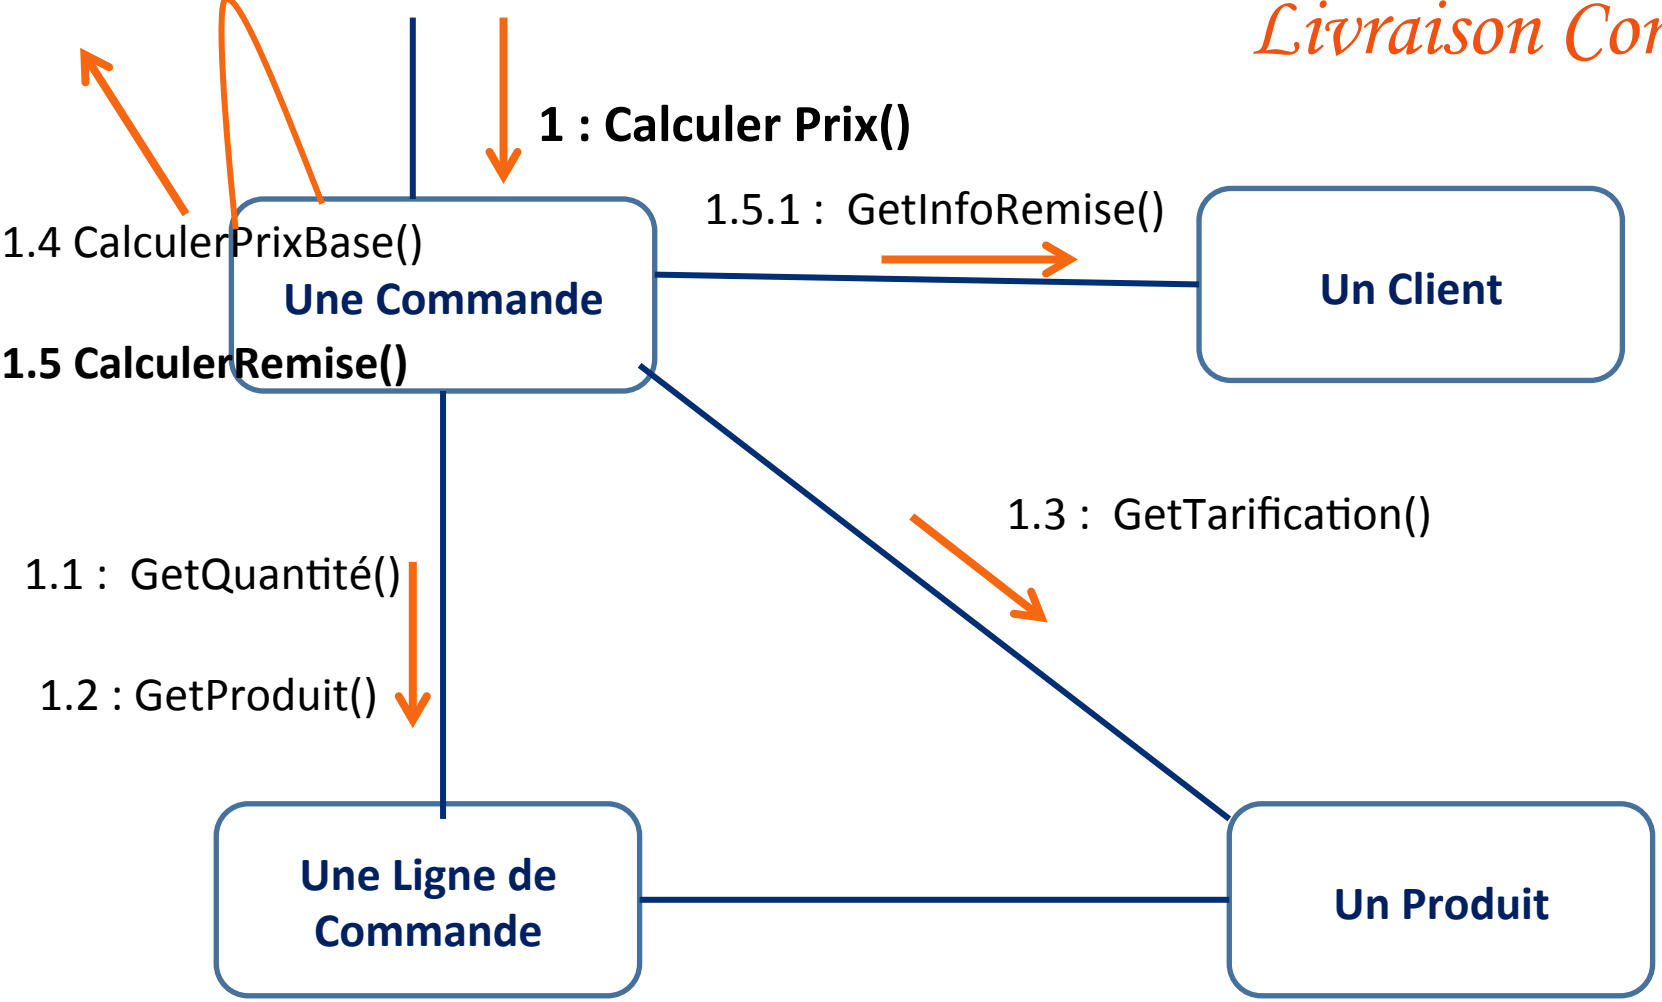 Livraison
1 : Calculer Prix()
1.5.1 : GetInfoRemise()
1.4 CalculerPrixBase()
Une Commande
Un Client
1.5 CalculerRemise()
1.3 : GetTarification()
1.1 : GetQuantité()
1.2 : GetProduit()
Une Ligne de
Commande
Un Produit